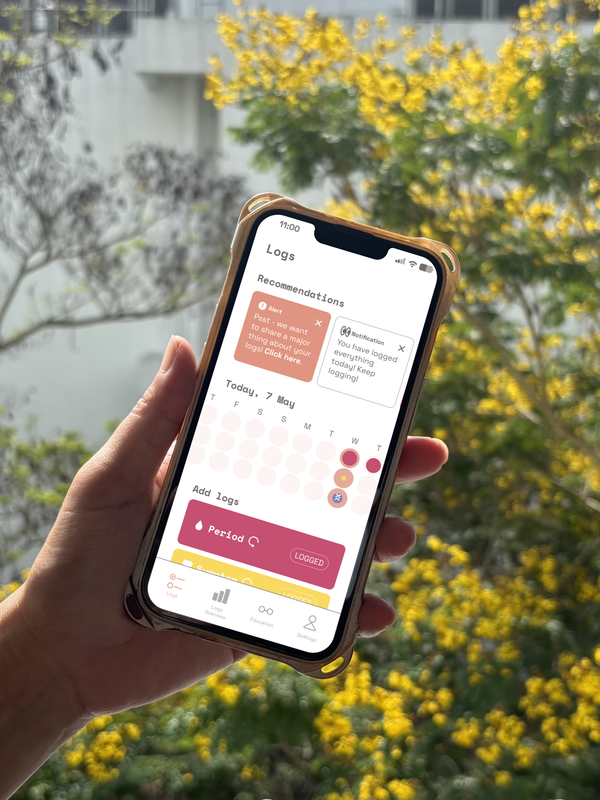 11:00
Logs
Recommendations
Alert
Psst - we want
to share a major
thing about your
logs! Click here.
Notification
You have logged
everything
today! Keep
logging!
Today, 7 May
T F S S M T W T
Add logs
Period
LOGGED
LOGGED
Logs
Logs
Overview
Education
Settings